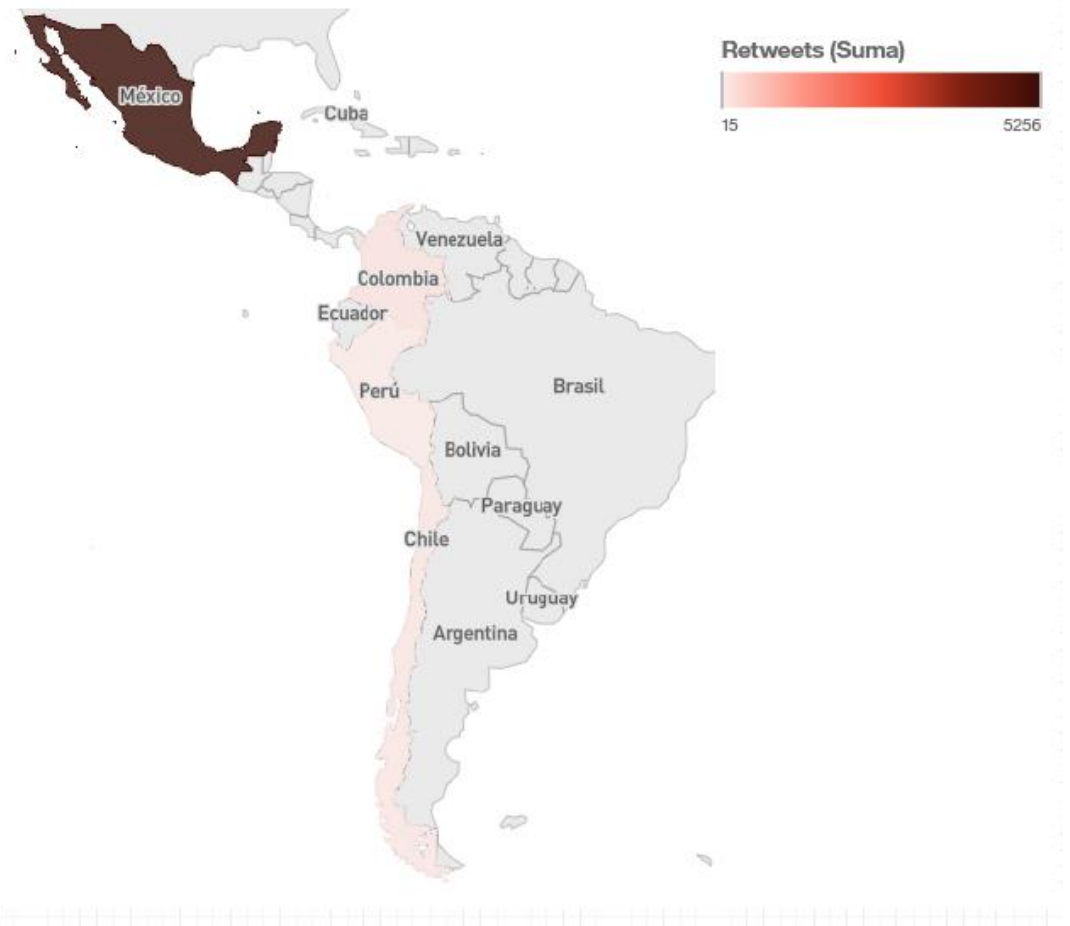 Retweets (Suma)
15 5256
México
Cuba
Venezuela
Colombia
Ecuador
Perú
Brasil
Bolivia
Paraguay
Chile
Uruguay
Argentina